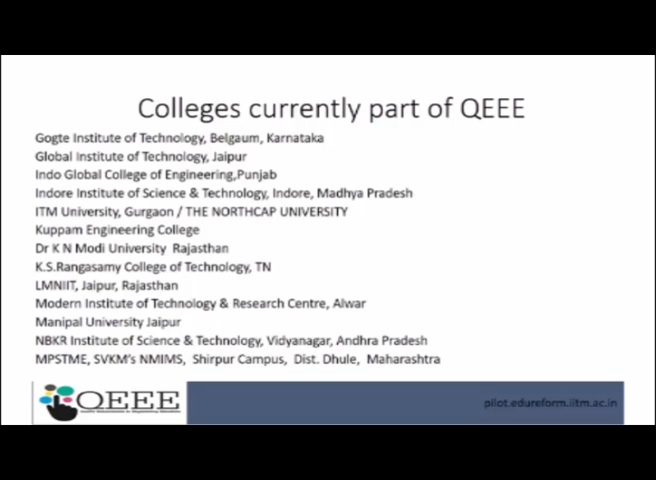 Colleges currently part of QEEE
Gogte Institute of Technology, Belgaum, Karnataka
Global Institute of Technology, Jaipur
Indo Global College of Engineering,Punjab
Indore Institute of Science & Technology, Indore, Madhya Pradesh
ITM University, Gurgaon / THE NORTHCAP UNIVERSITY
Kuppam Engineering College
Dr K N Modi University Rajasthan
K.S.Rangasamy College of Technology, TN
LMNIIT, Jaipur, Rajasthan
Modern Institute of Technology & Research Centre, Alwar
Manipal University Jaipur
NBKR Institute of Science & Technology, Vidyanagar, Andhra Pradesh
MPSTME, SVKM's NMIMS, Shirpur Campus, Dist. Dhule, Maharashtra
QEEE
pilot.edureform.iitm.ac.in